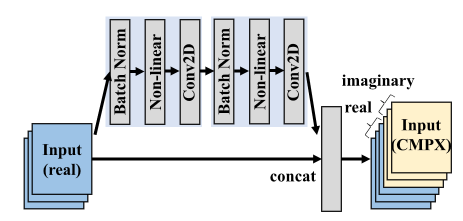 Batch Norm
Non-linear
Conv2D
Batch Norm
Non-linear
Conv2D
imaginary
real
Input
(real)
concat
Input
(CMPX)